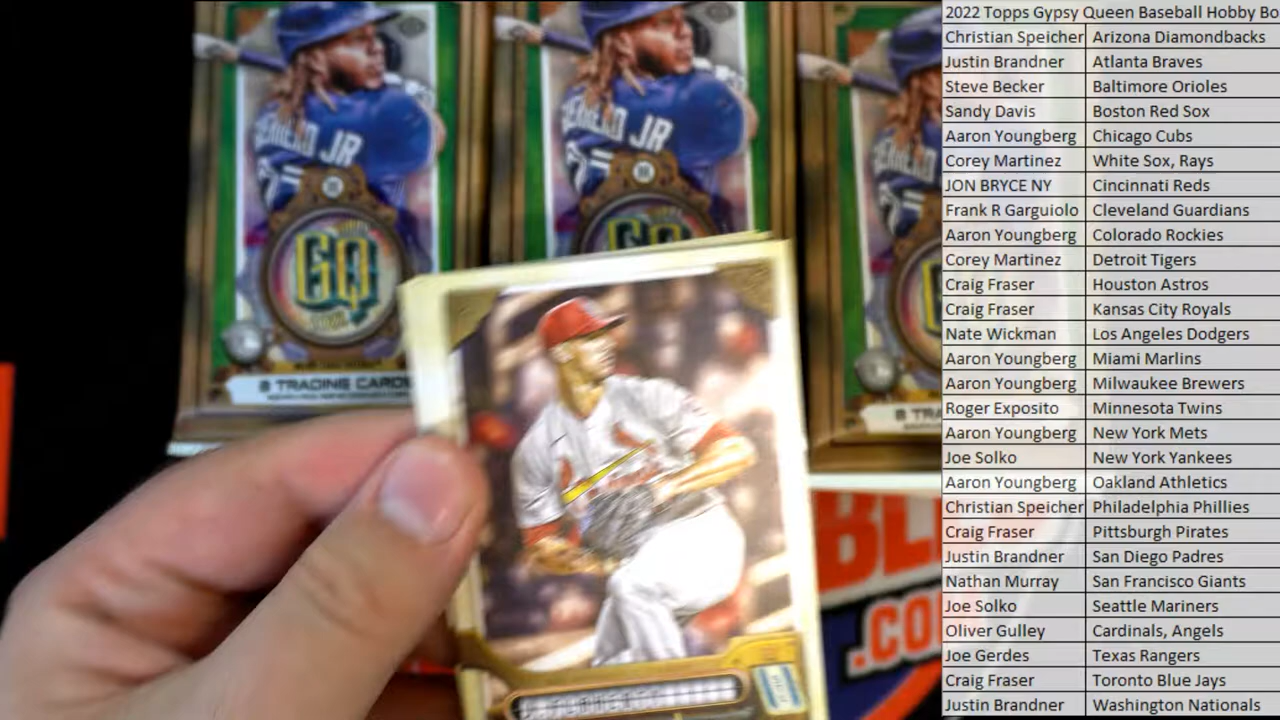 2022 Topps Gypsy Queen Baseball Hobby Bo
Christian Speicher Arizona Diamondbacks
Justin Brandner Atlanta Braves
Steve Becker Baltimore Orioles
Sandy Davis Boston Red Sox
Aaron Youngberg Chicago Cubs
Corey Martinez White Sox, Rays
JON BRYCE NY Cincinnati Reds
Frank R Garguiolo Cleveland Guardians
Aaron Youngberg Colorado Rockies
Corey Martinez Detroit Tigers
Craig Fraser Houston Astros
Craig Fraser Kansas City Royals
Nate Wickman Los Angeles Dodgers
Aaron Youngberg Miami Marlins
Aaron Youngberg Milwaukee Brewers
Roger Exposito Minnesota Twins
Aaron Youngberg New York Mets
Joe Solko New York Yankees
Aaron Youngberg Oakland Athletics
Christian Speicher Philadelphia Phillies
Craig Fraser Pittsburgh Pirates
Justin Brandner San Diego Padres
Nathan Murray San Francisco Giants
Joe Solko Seattle Mariners
Oliver Gulley Cardinals, Angels
Joe Gerdes Texas Rangers
Craig Fraser Toronto Blue Jays
Justin Brandner Washington Nationals
JR
JR
GQ
GQ
8 TRADING CARDS
8 TRA
BL
.CO